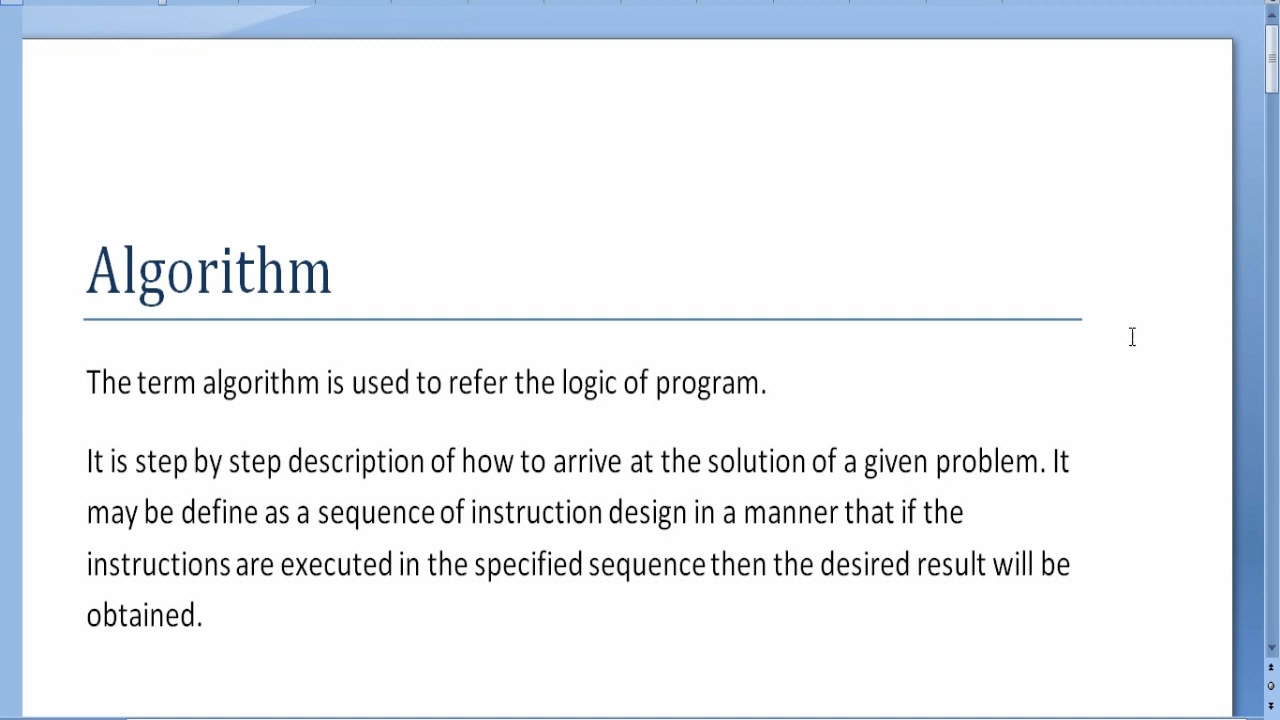 Algorithm
The term algorithm is used to refer the logic of program.
It is step by step description of how to arrive at the solution of a given problem. It
may be define as a sequence of instruction design in a manner that if the
instructions are executed in the specified sequence then the desired result will be
obtained.